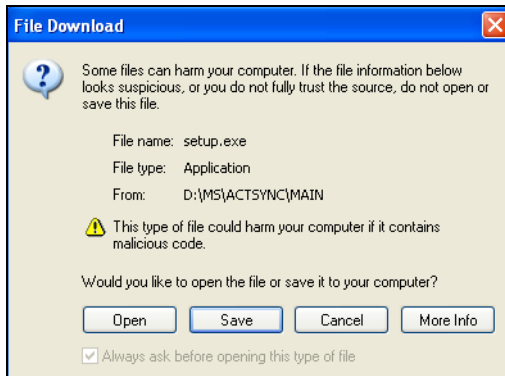 File Download
Some files can harm your computer. If the file information below
looks suspicious, or you do not fully trust the source, do not open or
save this file.
File name: setup.exe
File type: Application
From: D:\MS\ACTSYNC\MAIN
This type of file could harm your computer if it contains
malicious code.
Would you like to open the file or save it to your computer?
Open Save Cancel More Info
Always ask before opening this type of file